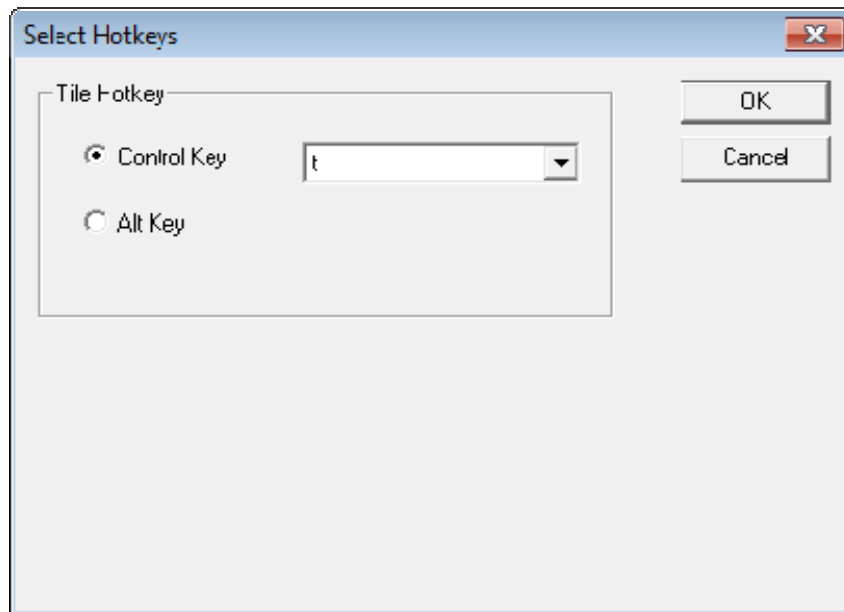 Select Hotkeys
Tile Hotkey
OK
Control Key
t
Cancel
Alt Key